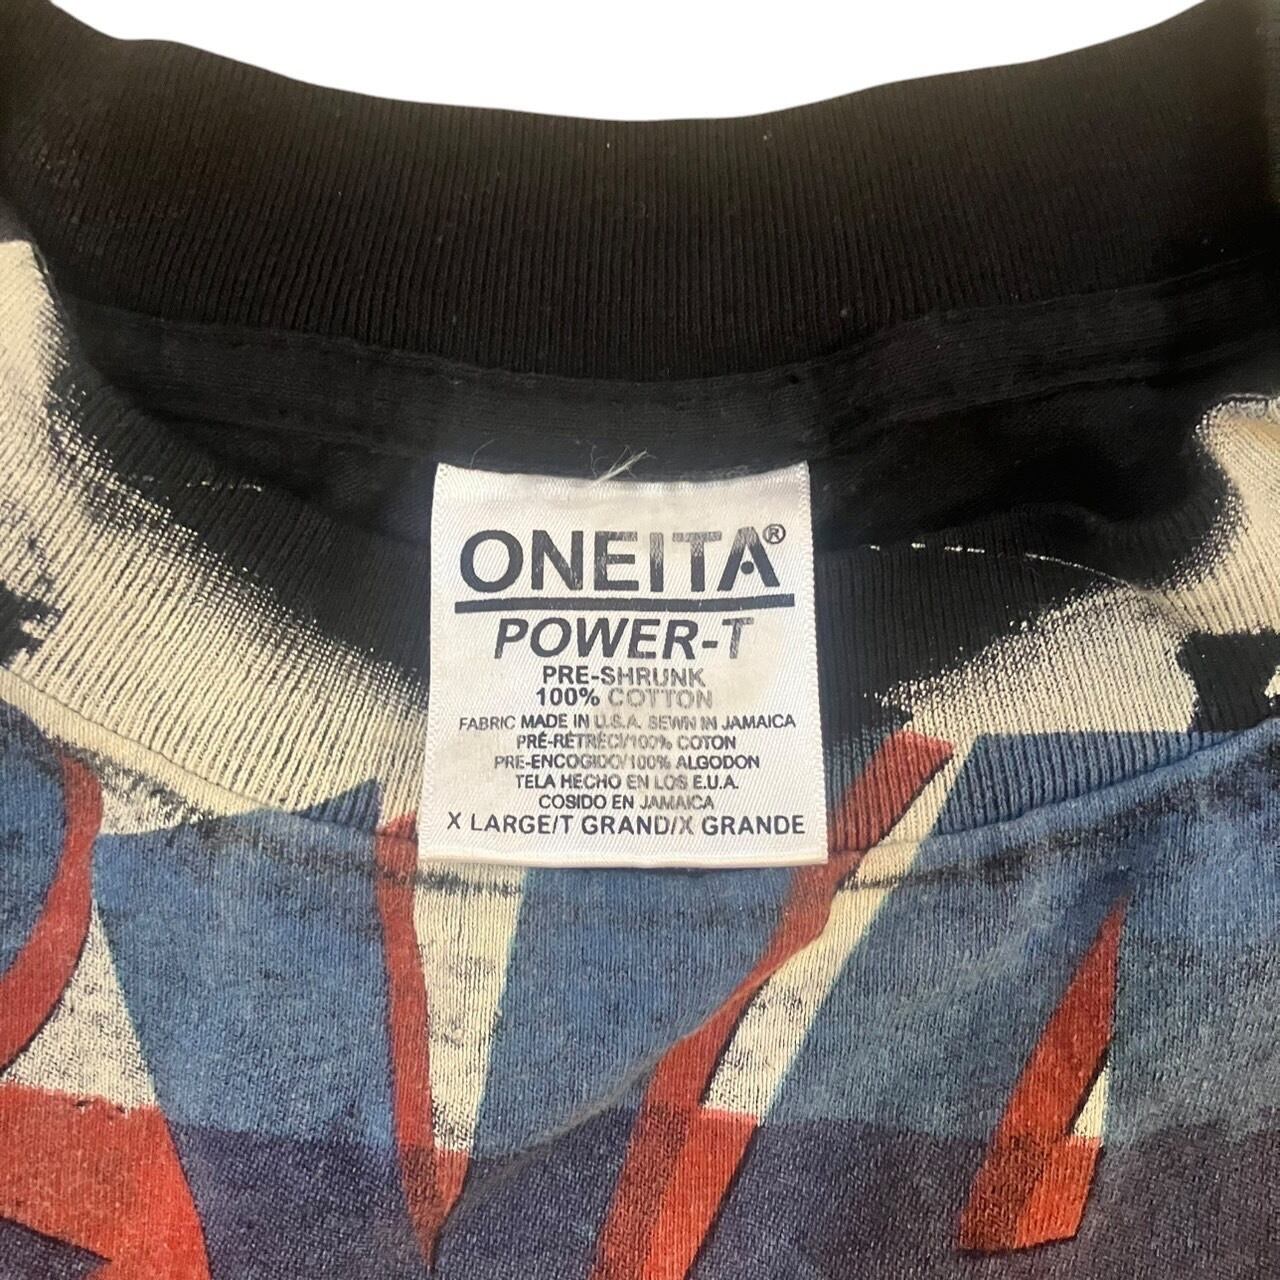 ONEITA®
POWER-T
PRE-SHRUNK
100% COTTON
FABRIC MADE IN U.S.A. SEWN IN JAMAICA
PRÉ-RÉTRÉCI/100% COTON
PRE-ENCOGIDO/100% ALGODON
TELA HECHO EN LOS E.U.A.
COSIDO EN JAMAICA
X LARGE/T GRAND/X GRANDE